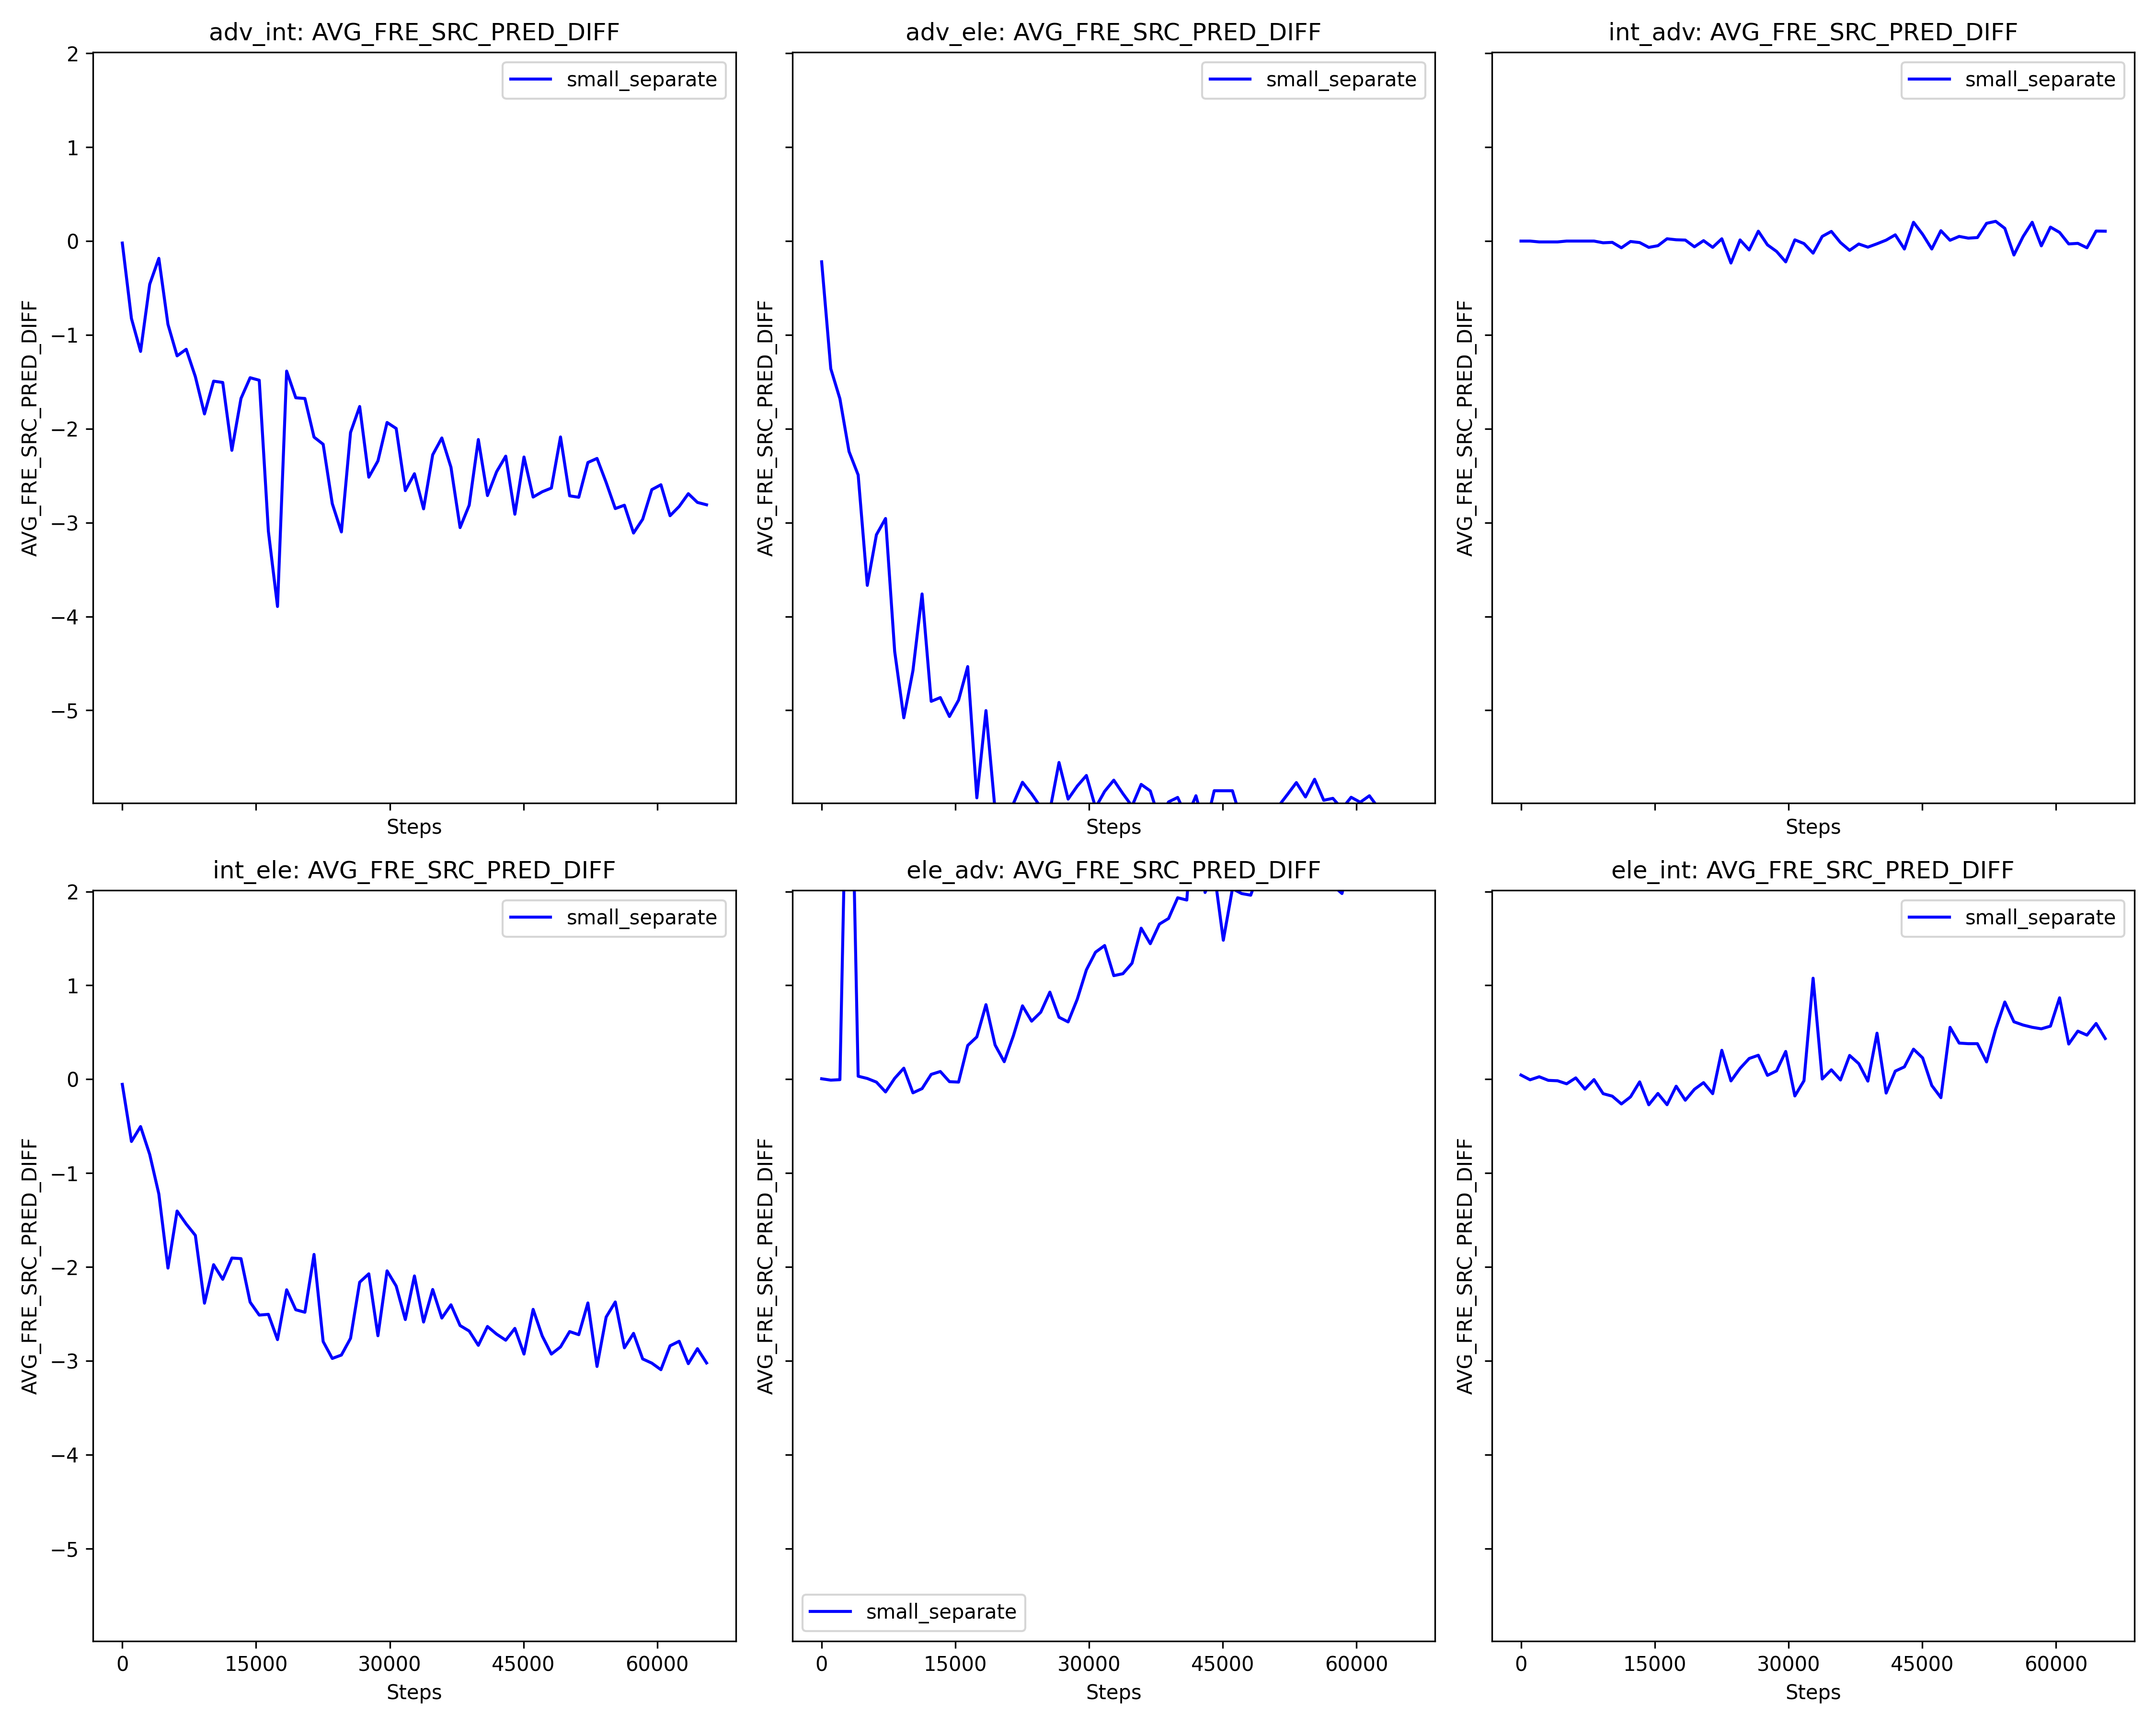 adv_int: AVG_FRE_SRC_PRED_DIFF
adv_ele: AVG_FRE_SRC_PRED_DIFF
int_adv: AVG_FRE_SRC_PRED_DIFF
2
1
0
−1
−2
−3
−4
−5
AVG_FRE_SRC_PRED_DIFF
AVG_FRE_SRC_PRED_DIFF
AVG_FRE_SRC_PRED_DIFF
small_separate
small_separate
small_separate
Steps
Steps
Steps
int_ele: AVG_FRE_SRC_PRED_DIFF
ele_adv: AVG_FRE_SRC_PRED_DIFF
ele_int: AVG_FRE_SRC_PRED_DIFF
2
1
0
−1
−2
−3
−4
−5
AVG_FRE_SRC_PRED_DIFF
AVG_FRE_SRC_PRED_DIFF
AVG_FRE_SRC_PRED_DIFF
small_separate
small_separate
small_separate
0 15000 30000 45000 60000
0 15000 30000 45000 60000
0 15000 30000 45000 60000
Steps
Steps
Steps